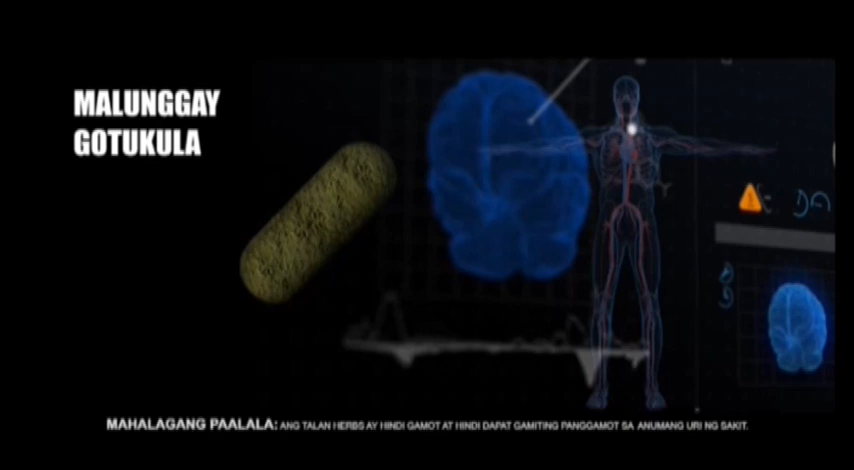 MALUNGGAY
GOTUKULA
MAHALAGANG PAALALA: ANG TALAN HERBS AY HINDI GAMOT AT HINDI DAPAT GAMITING PANGGAMOT SA ANUMANG URI NG SAKIT.